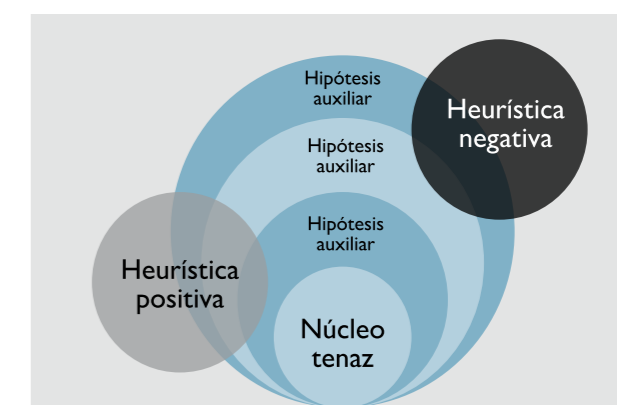 Hipótesis
auxiliar
Heurística
negativa
Hipótesis
auxiliar
Hipótesis
auxiliar
Heurística
positiva
Núcleo
tenaz